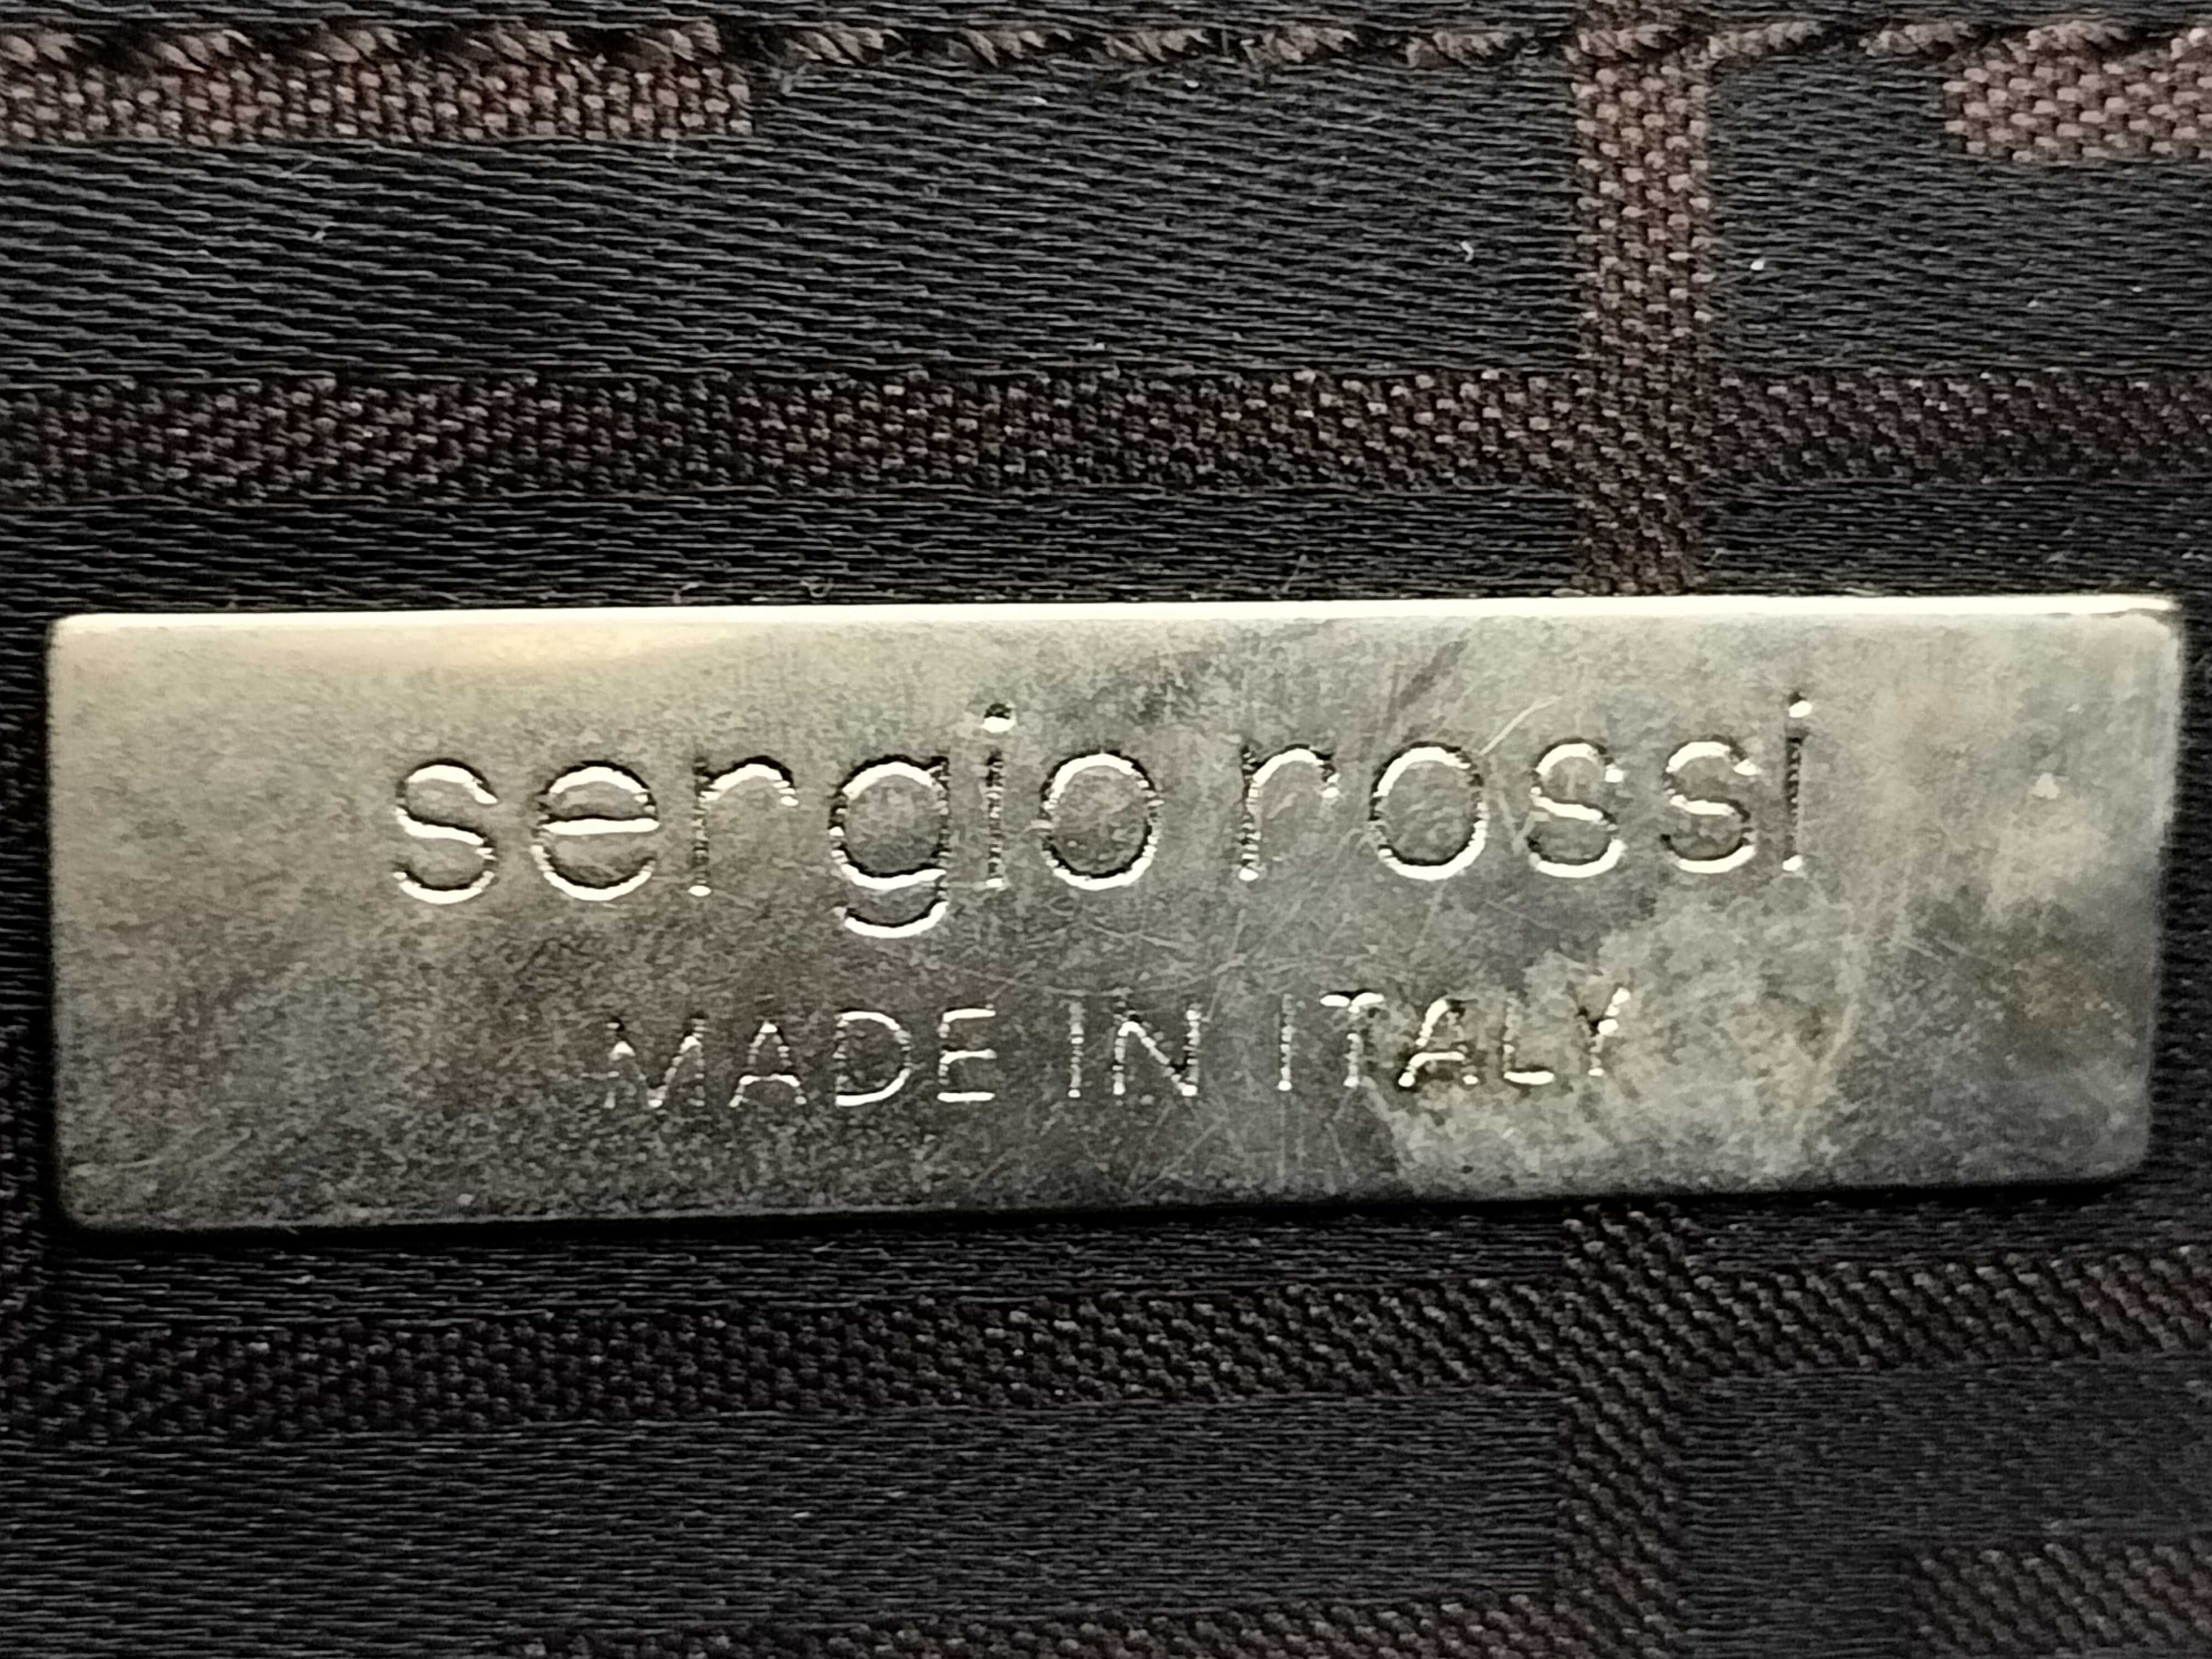 sergio rossi
MADE IN ITALY